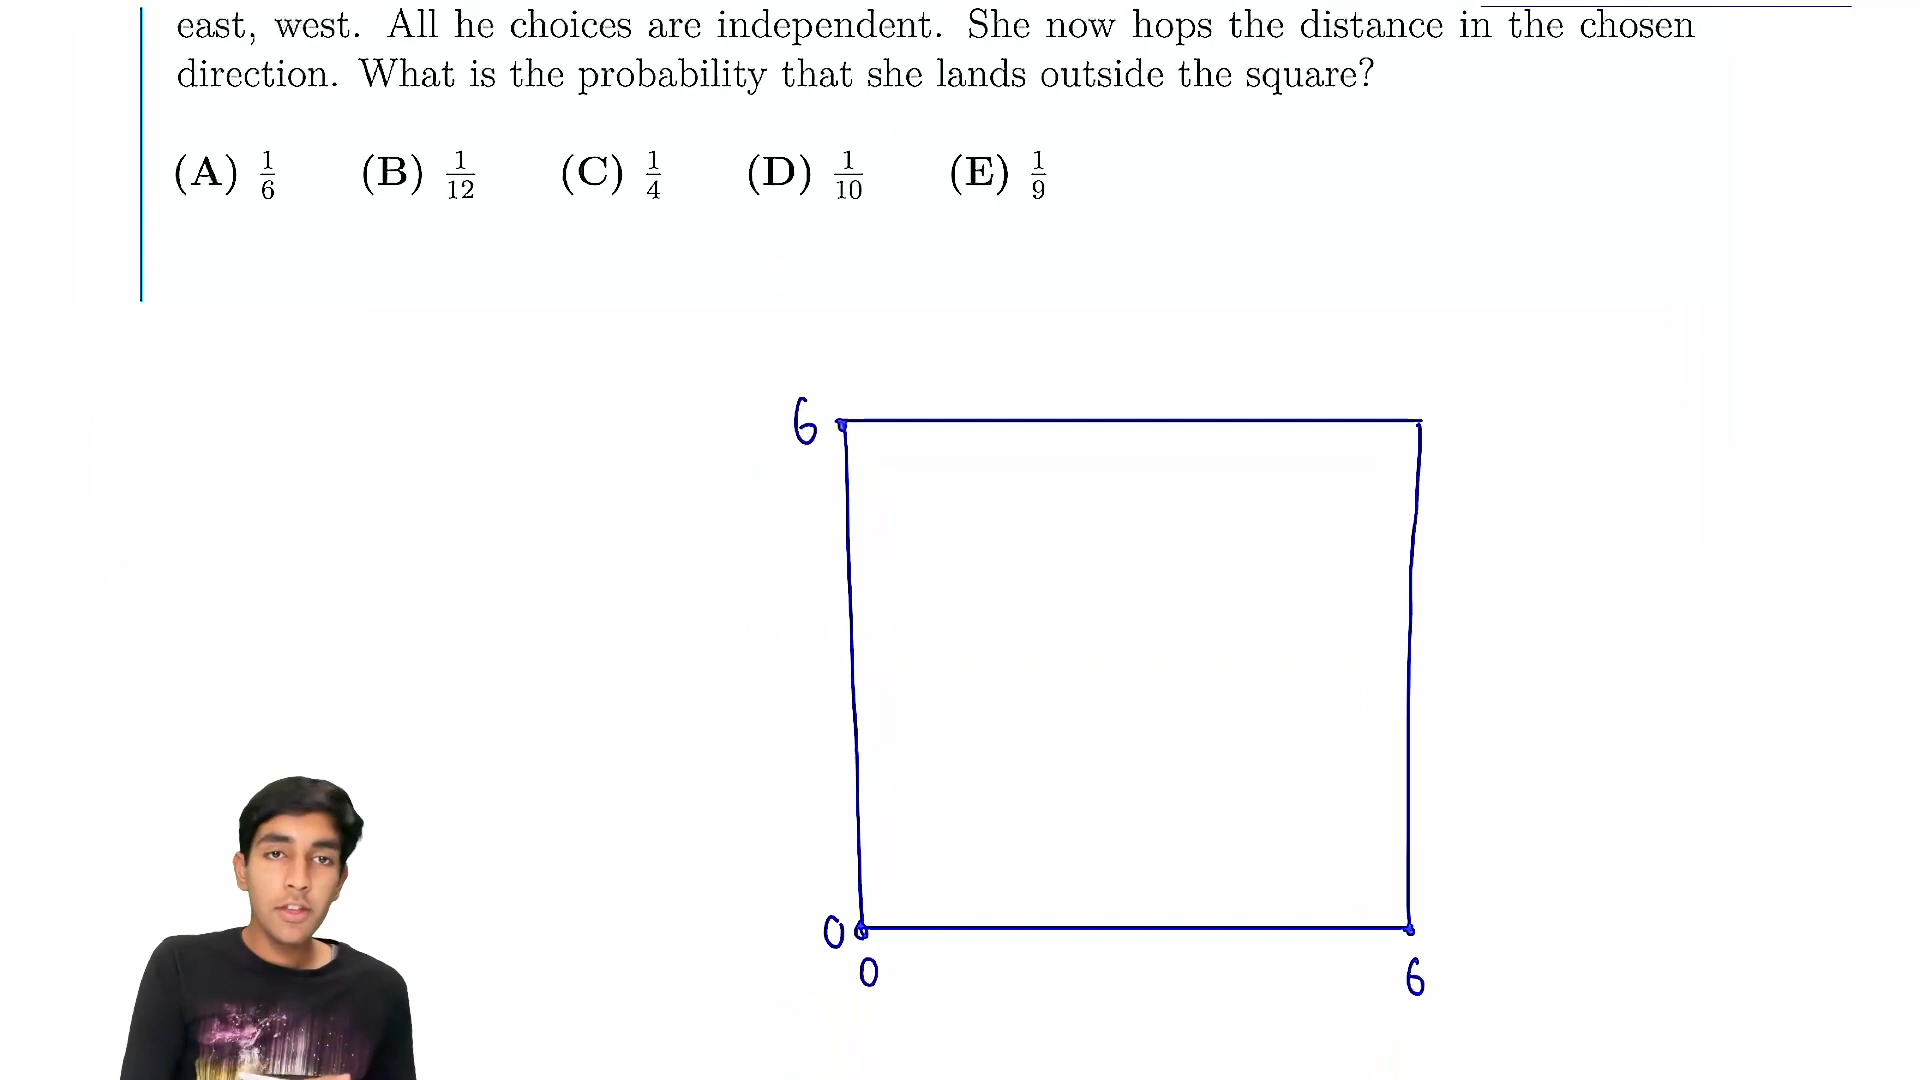 east, west. All he choices are independent. She now hops the distance in the chosen
direction. What is the probability that she lands outside the square?
(A) 1/6 (B) 1/12 (C) 1/4 (D) 1/10 (E) 1/9
6
0
0 6